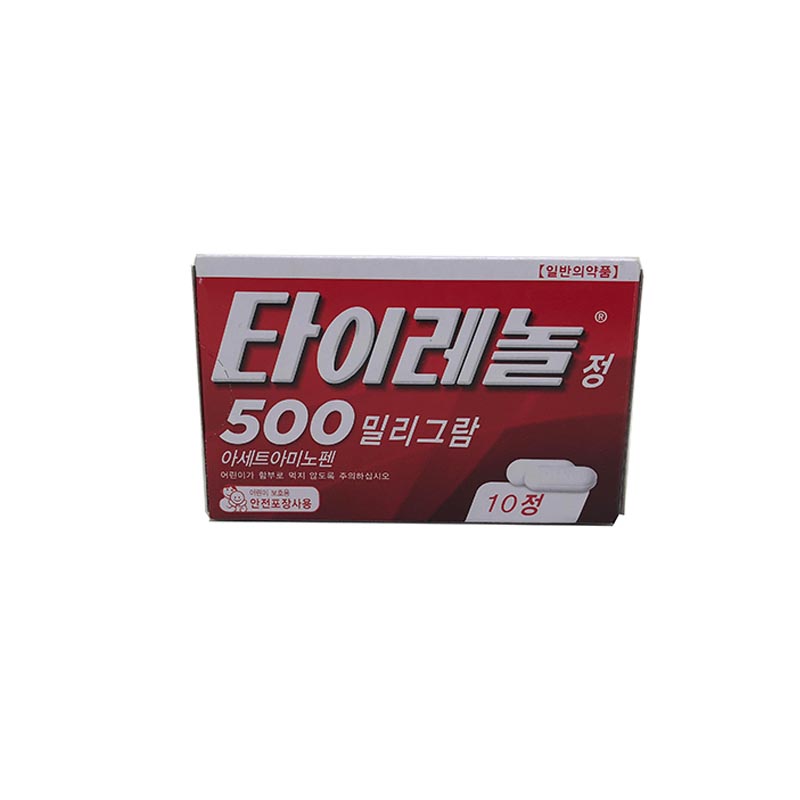 【일반의약품】
타이레놀®정
500 밀리그람
아세트아미노펜
어린이가 함부로 먹지 않도록 주의하십시오
어린이 보호용
안전포장사용
10정